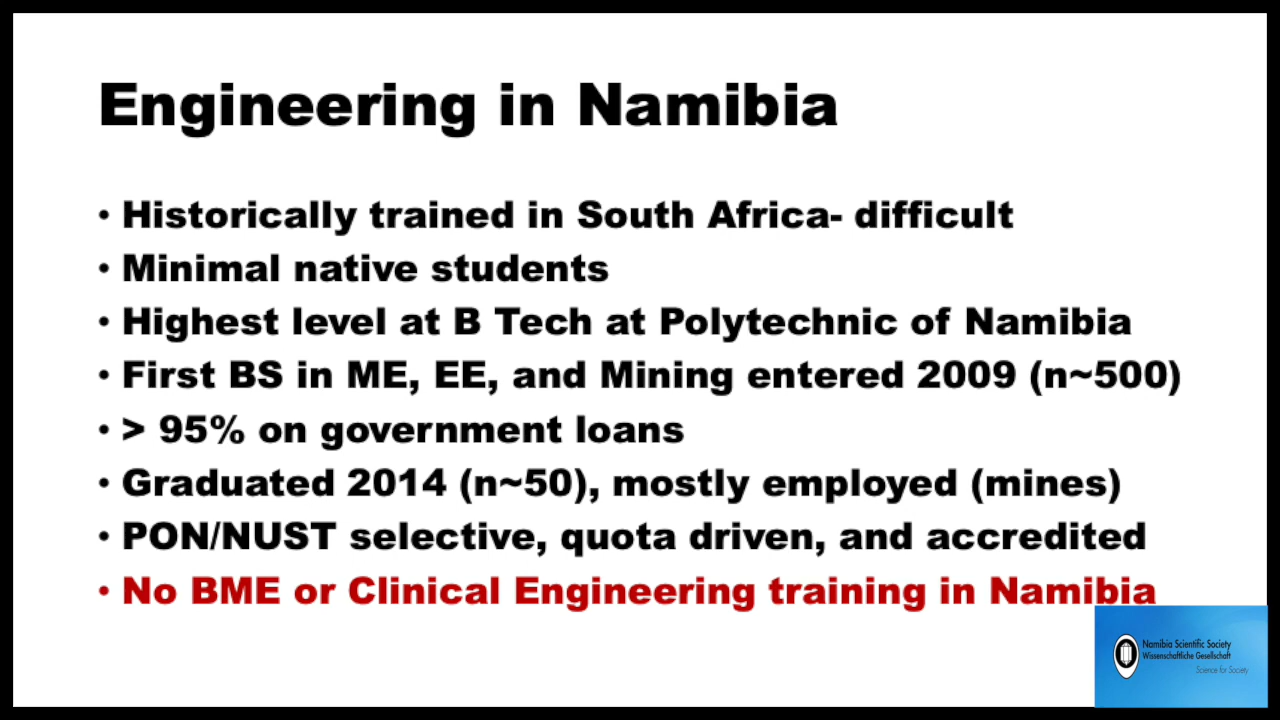 Engineering in Namibia
• Historically trained in South Africa- difficult
• Minimal native students
• Highest level at B Tech at Polytechnic of Namibia
• First BS in ME, EE, and Mining entered 2009 (n~500)
• > 95% on government loans
• Graduated 2014 (n~50), mostly employed (mines)
• PON/NUST selective, quota driven, and accredited
• No BME or Clinical Engineering training in Namibia
Namibia Scientific Society
Wissenschaftliche Gesellschaft
Science for Society